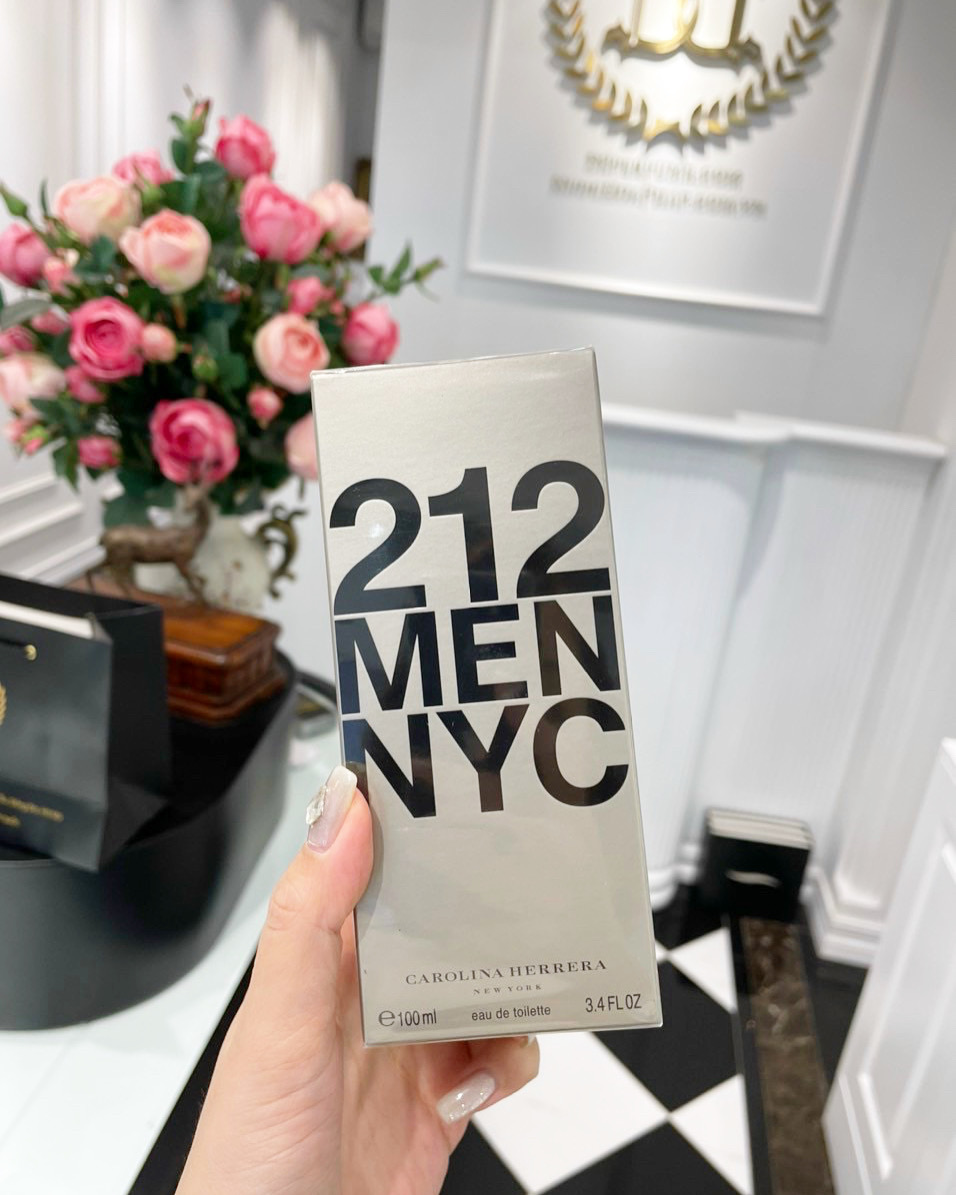 212
MEN
NYC
CAROLINA HERRERA
NEW YORK
℮100ml eau de toilette 3.4 FL OZ